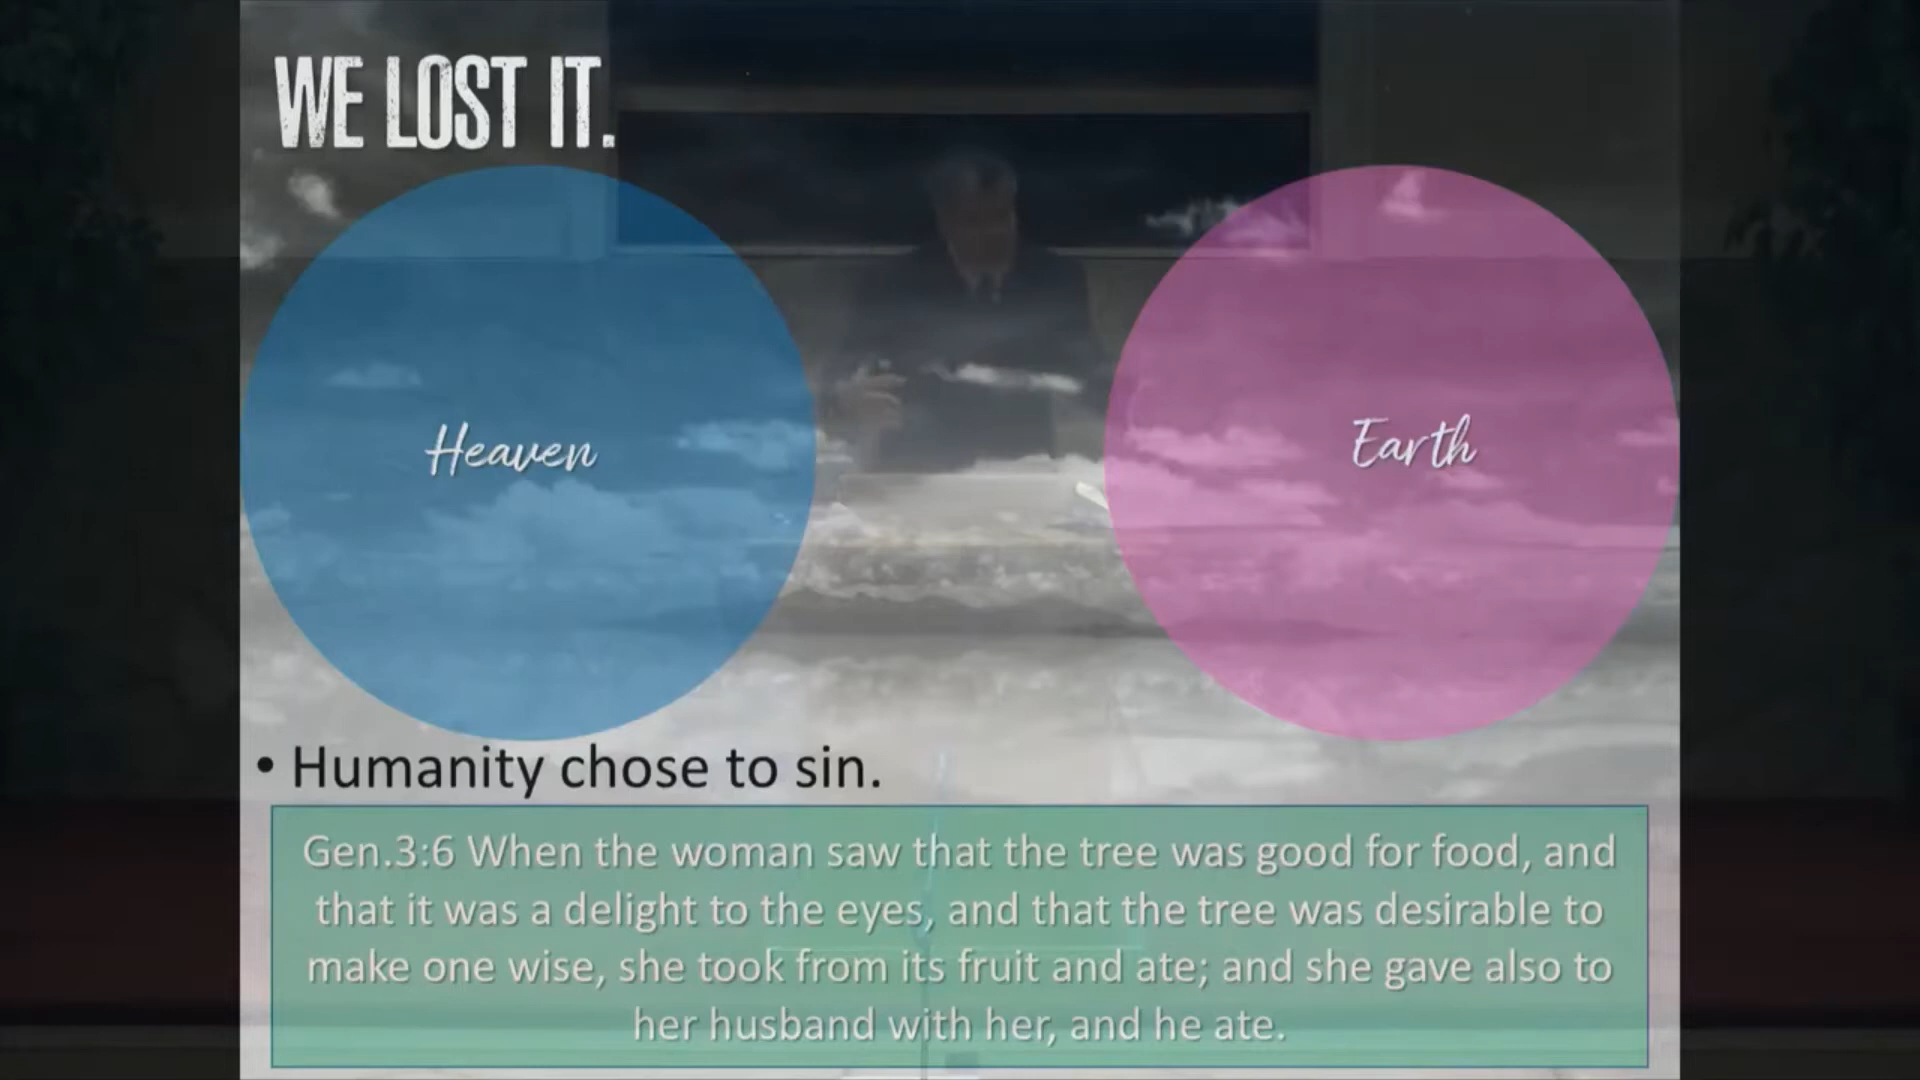 WE LOST IT.
Heaven
Earth
• Humanity chose to sin.
Gen.3:6 When the woman saw that the tree was good for food, and
that it was a delight to the eyes, and that the tree was desirable to
make one wise, she took from its fruit and ate; and she gave also to
her husband with her, and he ate.